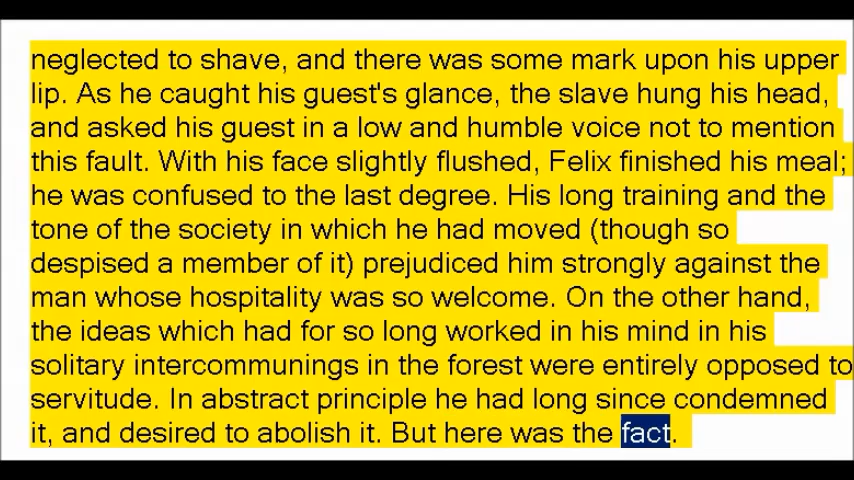 neglected to shave, and there was some mark upon his upper
lip. As he caught his guest's glance, the slave hung his head,
and asked his guest in a low and humble voice not to mention
this fault. With his face slightly flushed, Felix finished his meal;
he was confused to the last degree. His long training and the
tone of the society in which he had moved (though so
despised a member of it) prejudiced him strongly against the
man whose hospitality was so welcome. On the other hand,
the ideas which had for so long worked in his mind in his
solitary intercommunings in the forest were entirely opposed to
servitude. In abstract principle he had long since condemned
it, and desired to abolish it. But here was the fact.